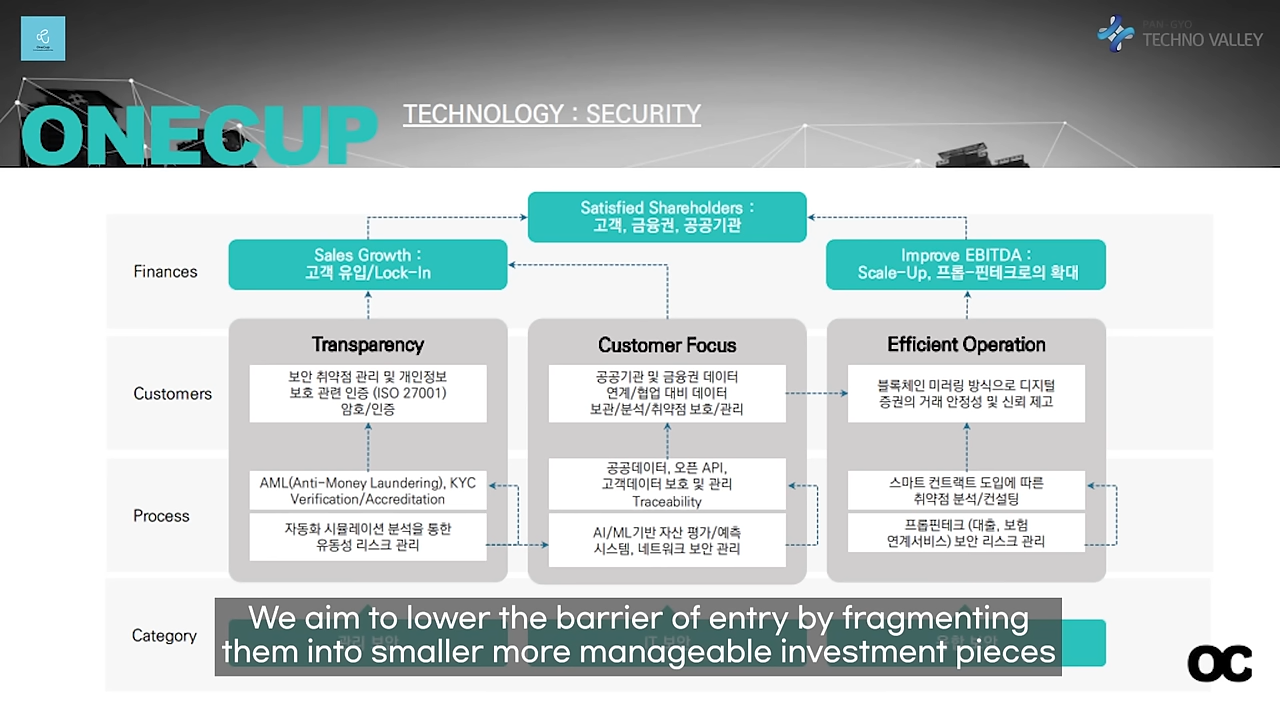 PAN GYO
TECHNO VALLEY
ONECUP
TECHNOLOGY : SECURITY
Satisfied Shareholders :
고객, 금융권, 공공기관
Finances
Sales Growth :
고객 유입/Lock-In
Improve EBITDA :
Scale-Up, 프롭-핀테크로의 확대
Transparency
Customer Focus
Efficient Operation
Customers
보안 취약점 관리 및 개인정보
보호 관련 인증 (ISO 27001)
암호/인증
공공기관 및 금융권 데이터
연계/협업 대비 데이터
보관/분석/취약점 보호/관리
블록체인 미러링 방식으로 디지털
증권의 거래 안정성 및 신뢰 제고
Process
AML(Anti-Money Laundering), KYC
Verification/Accreditation
자동화 시뮬레이션 분석을 통한
유동성 리스크 관리
공공데이터, 오픈 API,
고객데이터 보호 및 관리
Traceability
AI/ML기반 자산 평가/예측
시스템, 네트워크 보안 관리
스마트 컨트랙트 도입에 따른
취약점 분석/컨설팅
프롭핀테크 (대출, 보험
연계서비스) 보안 리스크 관리
Category
We aim to lower the barrier of entry by fragmenting
them into smaller more manageable investment pieces
OC